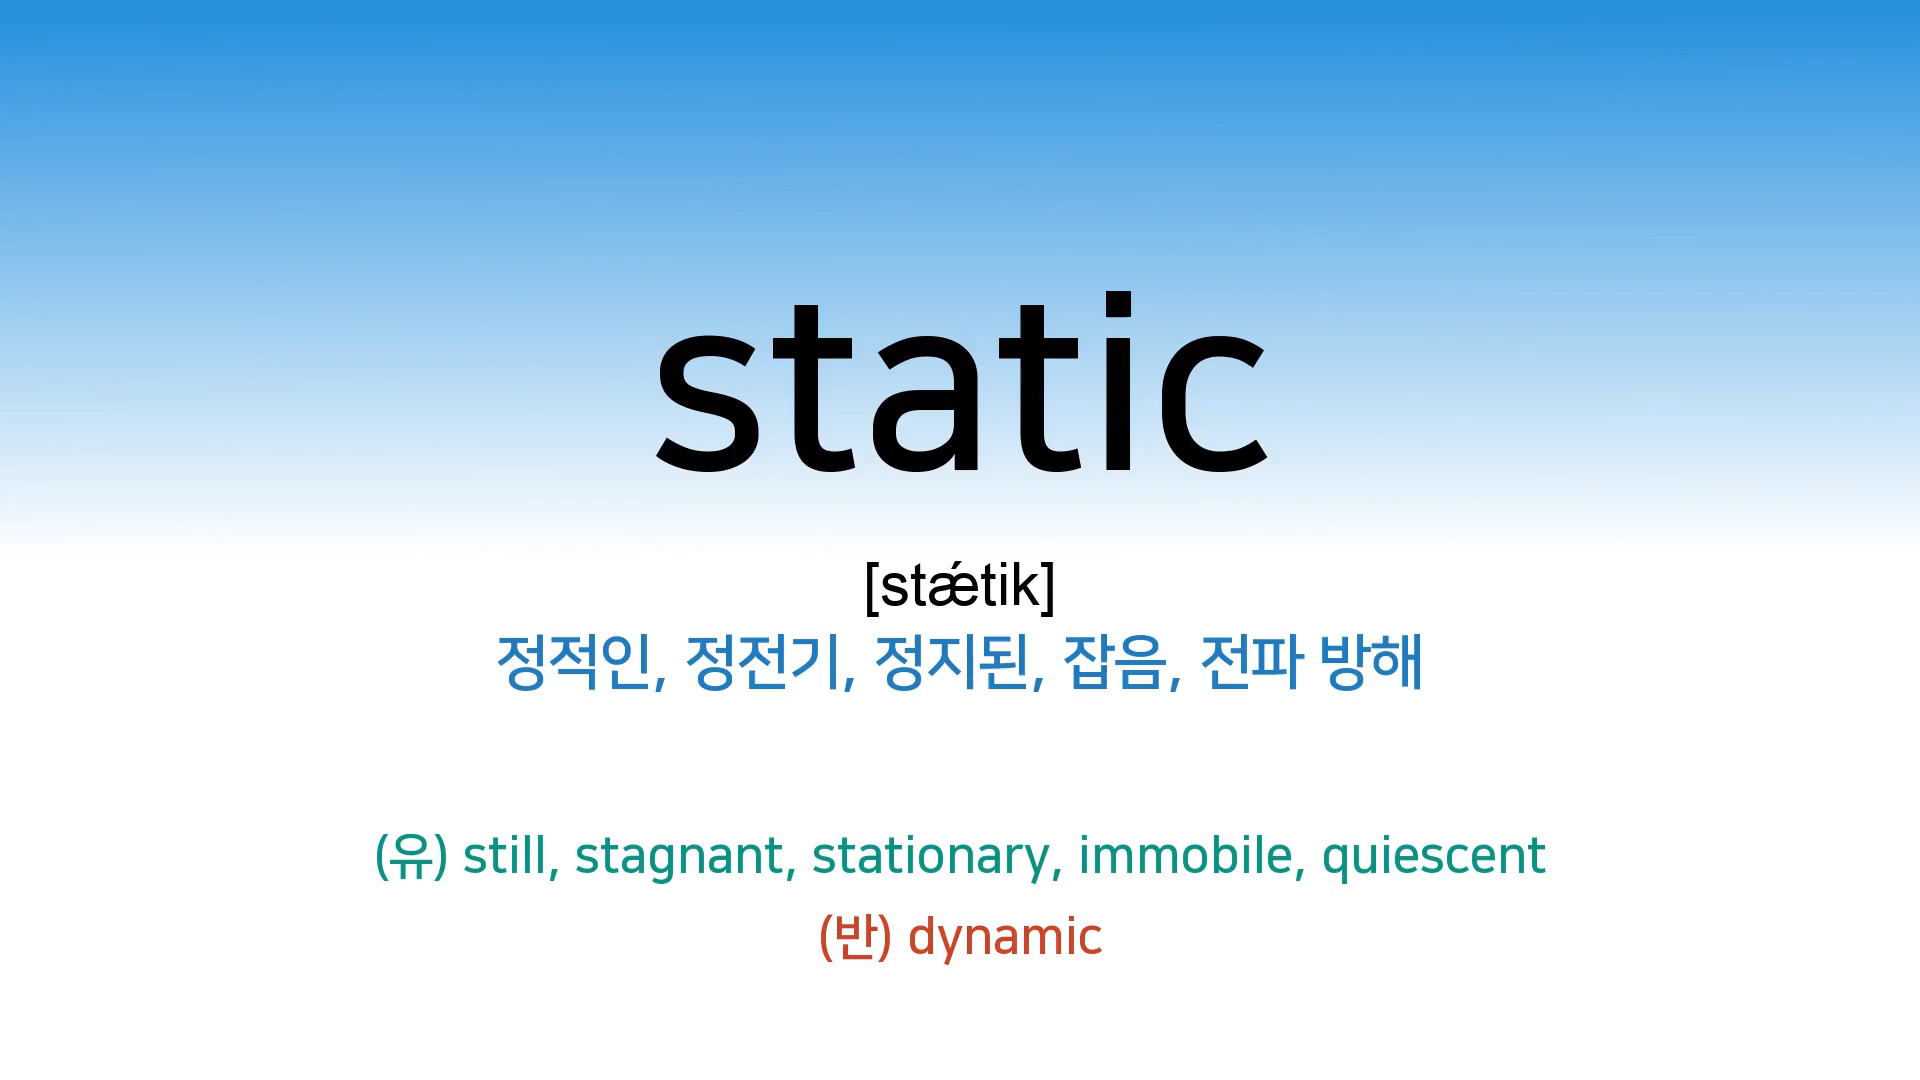 static
[stǽtik]
정적인, 정전기, 정지된, 잡음, 전파 방해
(유) still, stagnant, stationary, immobile, quiescent
(반) dynamic